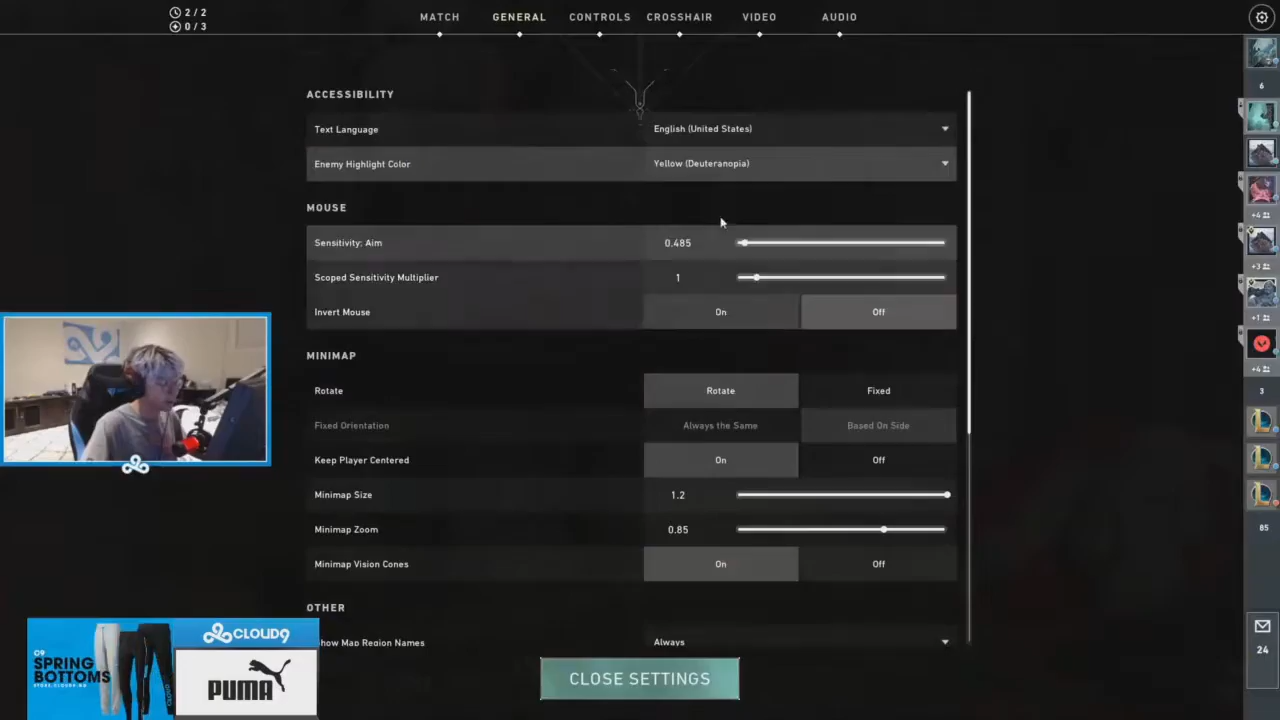 2 / 2
0 / 3
MATCH
GENERAL
CONTROLS
CROSSHAIR
VIDEO
AUDIO
ACCESSIBILITY
Text Language
English (United States)
Enemy Highlight Color
Yellow (Deuteranopia)
MOUSE
Sensitivity: Aim
0.485
Scoped Sensitivity Multiplier
1
Invert Mouse
On
Off
MINIMAP
Rotate
Rotate
Fixed
Fixed Orientation
Always the Same
Based On Side
Keep Player Centered
On
Off
Minimap Size
1.2
Minimap Zoom
0.85
Minimap Vision Cones
On
Off
OTHER
Show Map Region Names
Always
CLOSE SETTINGS
6
+4
+3
+1
+4
3
85
24
C9
SPRING
BOTTOMS
CLOUD9
PUMA